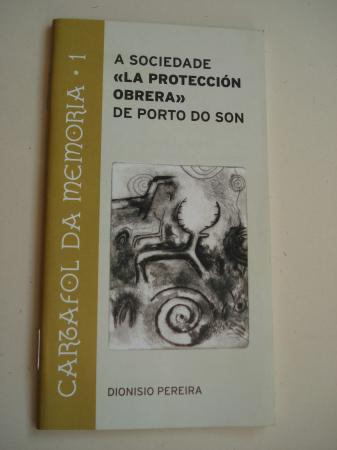 A SOCIEDADE
«LA PROTECCIÓN
OBRERA»
DE PORTO DO SON
CARTAFOL DA MEMORIA · 1
DIONISIO PEREIRA